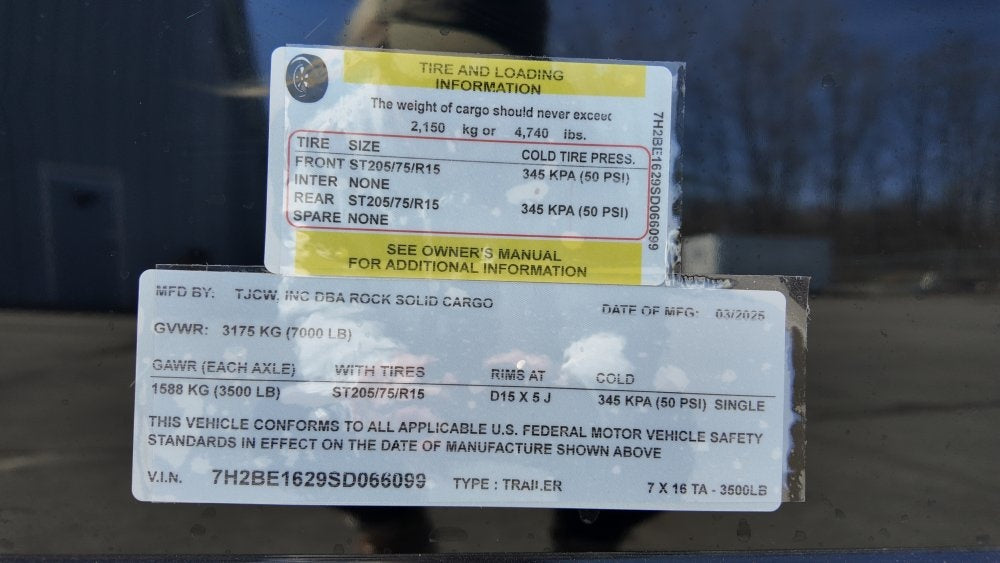 TIRE AND LOADING
INFORMATION
The weight of cargo should never exceed
2,150 kg or 4,740 lbs.
TIRE SIZE COLD TIRE PRESS.
FRONT ST205/75/R15 345 KPA (50 PSI)
INTER NONE
REAR ST205/75/R15 345 KPA (50 PSI)
SPARE NONE
SEE OWNER'S MANUAL
FOR ADDITIONAL INFORMATION
7H2BE1629SD066099
MFD BY: TJCW, INC DBA ROCK SOLID CARGO DATE OF MFG: 03/2025
GVWR: 3175 KG (7000 LB)
GAWR (EACH AXLE) WITH TIRES RIMS AT COLD
1588 KG (3500 LB) ST205/75/R15 D15 X 5 J 345 KPA (50 PSI) SINGLE
THIS VEHICLE CONFORMS TO ALL APPLICABLE U.S. FEDERAL MOTOR VEHICLE SAFETY
STANDARDS IN EFFECT ON THE DATE OF MANUFACTURE SHOWN ABOVE
V.I.N. 7H2BE1629SD066099 TYPE : TRAILER 7 X 16 TA - 3500LB